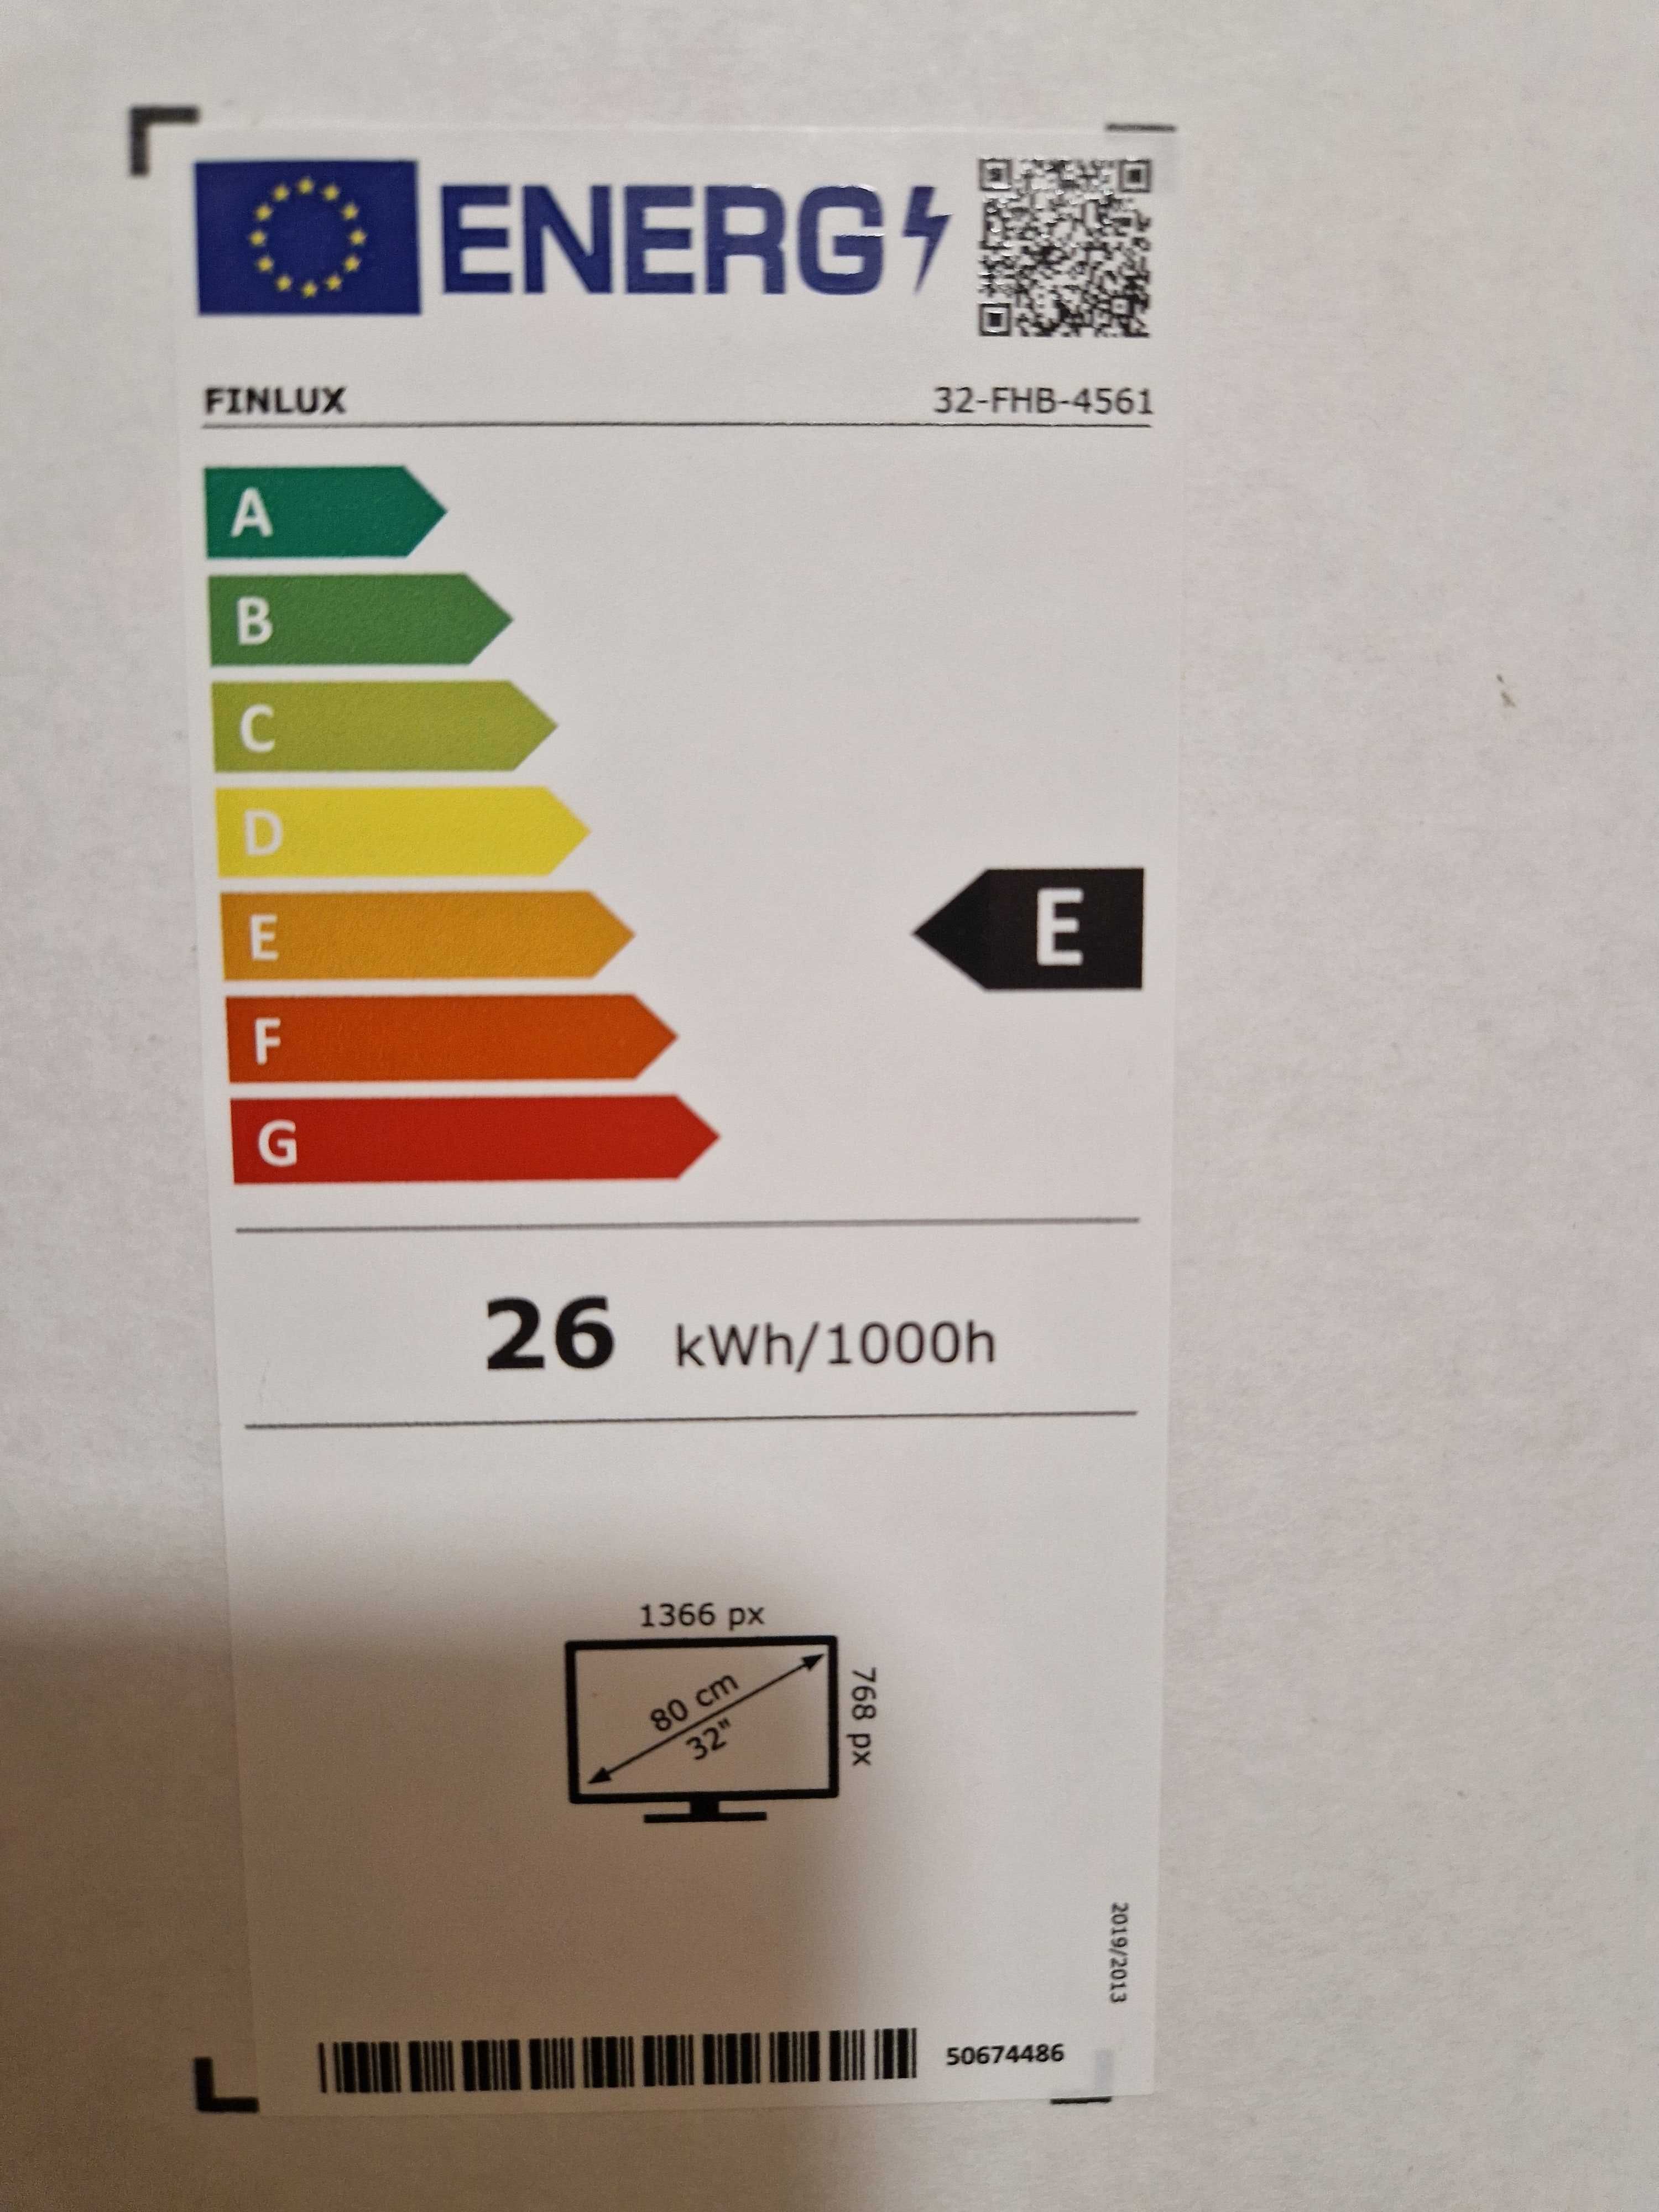 ENERG
FINLUX 32-FHB-4561
A
B
C
D
E E
F
G
26 kWh/1000h
1366 px
80 cm
32"
768 px
2019/2013
50674486